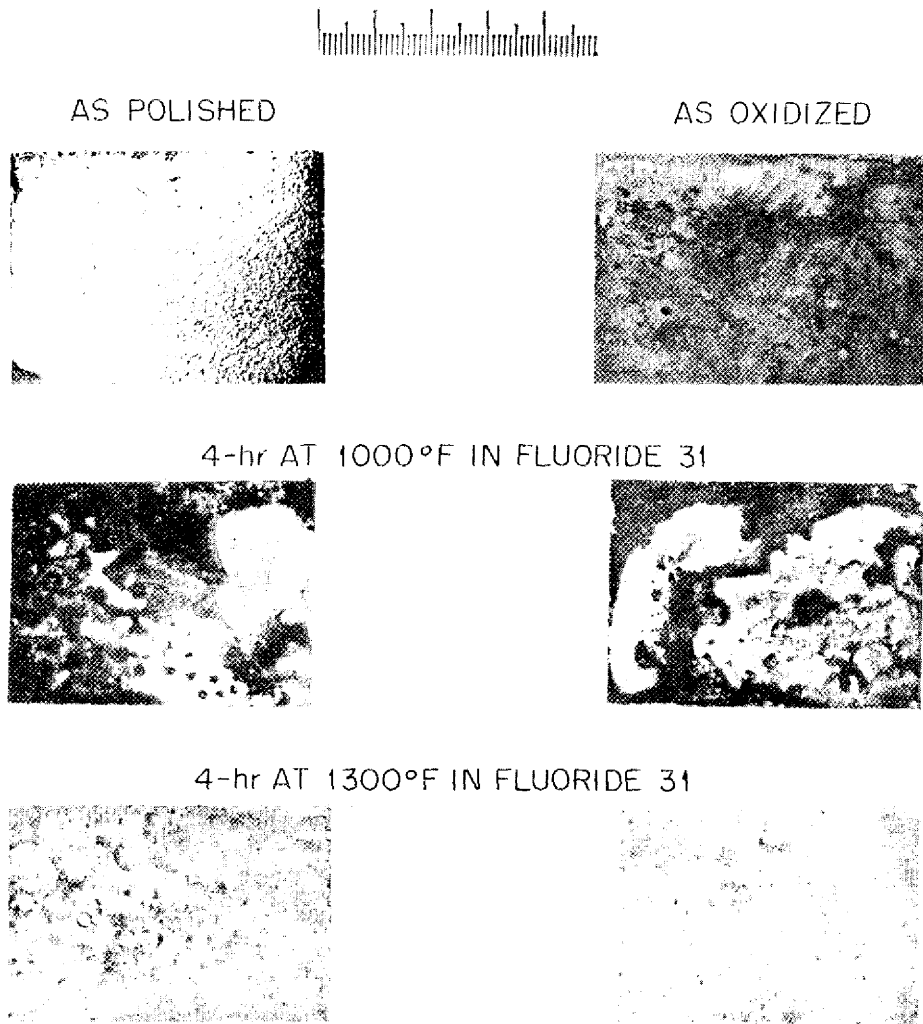 AS POLISHED
AS OXIDIZED
4-hr AT 1000°F IN FLUORIDE 31
4-hr AT 1300°F IN FLUORIDE 31